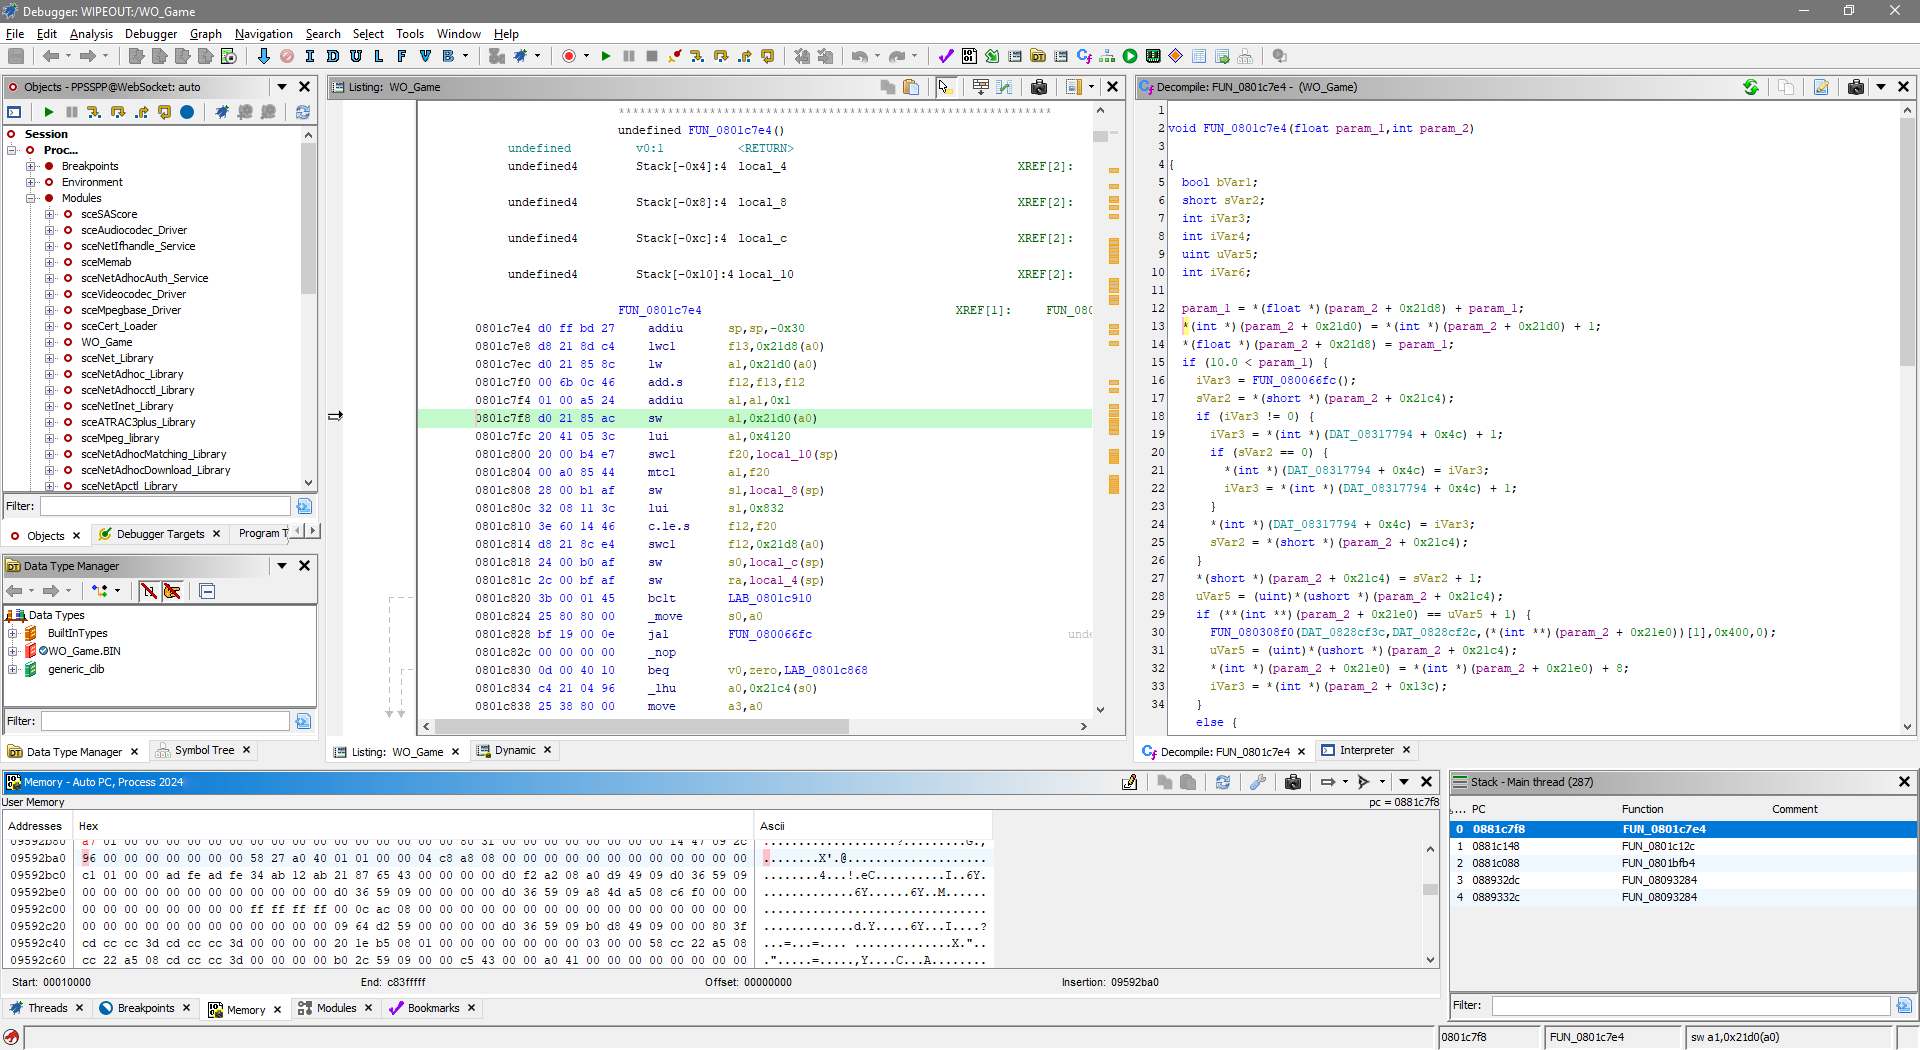 Debugger: WIPEOUT:/WO_Game
File Edit Analysis Debugger Graph Navigation Search Select Tools Window Help
I D U L F V B
Objects - PPSSPP@WebSocket: auto
Session
Proc...
Breakpoints
Environment
Modules
sceSAScore
sceAudiocodec_Driver
sceNetIfhandle_Service
sceMemab
sceNetAdhocAuth_Service
sceVideocodec_Driver
sceMpegbase_Driver
sceCert_Loader
WO_Game
sceNet_Library
sceNetAdhoc_Library
sceNetAdhocctl_Library
sceNetInet_Library
sceATRAC3plus_Library
sceMpeg_library
sceNetAdhocMatching_Library
sceNetAdhocDownload_Library
sceNetApctl_Library
Filter:
Objects
Debugger Targets
Program T
Data Type Manager
Data Types
BuiltInTypes
WO_Game.BIN
generic_clib
Filter:
Data Type Manager
Symbol Tree
Listing: WO_Game
**************************************************************
undefined FUN_0801c7e4()
undefined v0:1 <RETURN>
undefined4 Stack[-0x4]:4 local_4 XREF[2]:
undefined4 Stack[-0x8]:4 local_8 XREF[2]:
undefined4 Stack[-0xc]:4 local_c XREF[2]:
undefined4 Stack[-0x10]:4 local_10 XREF[2]:
FUN_0801c7e4 XREF[1]: FUN_080
0801c7e4 d0 ff bd 27 addiu sp,sp,-0x30
0801c7e8 d8 21 8d c4 lwc1 f13,0x21d8(a0)
0801c7ec d0 21 85 8c lw a1,0x21d0(a0)
0801c7f0 00 6b 0c 46 add.s f12,f13,f12
0801c7f4 01 00 a5 24 addiu a1,a1,0x1
0801c7f8 d0 21 85 ac sw a1,0x21d0(a0)
0801c7fc 20 41 05 3c lui a1,0x4120
0801c800 20 00 b4 e7 swc1 f20,local_10(sp)
0801c804 00 a0 85 44 mtc1 a1,f20
0801c808 28 00 b1 af sw s1,local_8(sp)
0801c80c 32 08 11 3c lui s1,0x832
0801c810 3e 60 14 46 c.le.s f12,f20
0801c814 d8 21 8c e4 swc1 f12,0x21d8(a0)
0801c818 24 00 b0 af sw s0,local_c(sp)
0801c81c 2c 00 bf af sw ra,local_4(sp)
0801c820 3b 00 01 45 bc1t LAB_0801c910
0801c824 25 80 80 00 _move s0,a0
0801c828 bf 19 00 0e jal FUN_080066fc unde
0801c82c 00 00 00 00 _nop
0801c830 0d 00 40 10 beq v0,zero,LAB_0801c868
0801c834 c4 21 04 96 _lhu a0,0x21c4(s0)
0801c838 25 38 80 00 move a3,a0
Listing: WO_Game
Dynamic
Decompile: FUN_0801c7e4 - (WO_Game)
1
2 void FUN_0801c7e4(float param_1,int param_2)
3
4 {
5 bool bVar1;
6 short sVar2;
7 int iVar3;
8 int iVar4;
9 uint uVar5;
10 int iVar6;
11
12 param_1 = *(float *)(param_2 + 0x21d8) + param_1;
13 *(int *)(param_2 + 0x21d0) = *(int *)(param_2 + 0x21d0) + 1;
14 *(float *)(param_2 + 0x21d8) = param_1;
15 if (10.0 < param_1) {
16 iVar3 = FUN_080066fc();
17 sVar2 = *(short *)(param_2 + 0x21c4);
18 if (iVar3 != 0) {
19 iVar3 = *(int *)(DAT_08317794 + 0x4c) + 1;
20 if (sVar2 == 0) {
21 *(int *)(DAT_08317794 + 0x4c) = iVar3;
22 iVar3 = *(int *)(DAT_08317794 + 0x4c) + 1;
23 }
24 *(int *)(DAT_08317794 + 0x4c) = iVar3;
25 sVar2 = *(short *)(param_2 + 0x21c4);
26 }
27 *(short *)(param_2 + 0x21c4) = sVar2 + 1;
28 uVar5 = (uint)*(ushort *)(param_2 + 0x21c4);
29 if (**(int **)(param_2 + 0x21e0) == uVar5 + 1) {
30 FUN_080308f0(DAT_0828cf3c,DAT_0828cf2c,(*(int **)(param_2 + 0x21e0))[1],0x400,0);
31 uVar5 = (uint)*(ushort *)(param_2 + 0x21c4);
32 *(int *)(param_2 + 0x21e0) = *(int *)(param_2 + 0x21e0) + 8;
33 iVar3 = *(int *)(param_2 + 0x13c);
34 }
else {
Decompile: FUN_0801c7e4
Interpreter
Memory - Auto PC, Process 2024
User Memory pc = 0881c7f8
Addresses Hex Ascii
09592ba0 96 00 00 00 00 00 00 58 27 a0 40 01 01 00 00 04 c8 a8 08 00 00 00 00 00 00 00 00 00 00 00 00 00 ........X'.@....................
09592bc0 c1 01 00 00 ad fe ad fe 34 ab 12 ab 21 87 65 43 00 00 00 00 d0 f2 a2 08 a0 d9 49 09 d0 36 59 09 ........4...!.eC..........I..6Y.
09592be0 00 00 00 00 00 00 00 00 00 00 00 00 d0 36 59 09 00 00 00 00 d0 36 59 09 a8 4d a5 08 c6 f0 00 00 .............6Y......6Y..M......
09592c00 00 00 00 00 00 00 00 00 ff ff ff ff 00 0c ac 08 00 00 00 00 00 00 00 00 00 00 00 00 00 00 00 00 ................................
09592c20 00 00 00 00 00 00 00 00 00 00 00 09 64 d2 59 00 00 00 00 d0 36 59 09 b0 d8 49 09 00 00 80 3f .............d.Y.....6Y...I....?
09592c40 cd cc cc 3d cd cc cc 3d 00 00 00 00 20 1e b5 08 01 00 00 00 00 00 00 00 03 00 00 58 cc 22 a5 08 ...=...=.... ..............X."..
09592c60 cc 22 a5 08 cd cc cc 3d 00 00 00 00 b0 2c 59 09 00 00 c5 43 00 00 a0 41 00 00 00 00 00 00 00 00 .".....=.....,Y....C...A........
Start: 00010000 End: c83fffff Offset: 00000000 Insertion: 09592ba0
Threads
Breakpoints
Memory
Modules
Bookmarks
Stack - Main thread (287)
PC Function Comment
0 0881c7f8 FUN_0801c7e4
1 0881c148 FUN_0801c12c
2 0881c088 FUN_0801bfb4
3 088932dc FUN_08093284
4 0889332c FUN_08093284
Filter:
0801c7f8 FUN_0801c7e4 sw a1,0x21d0(a0)